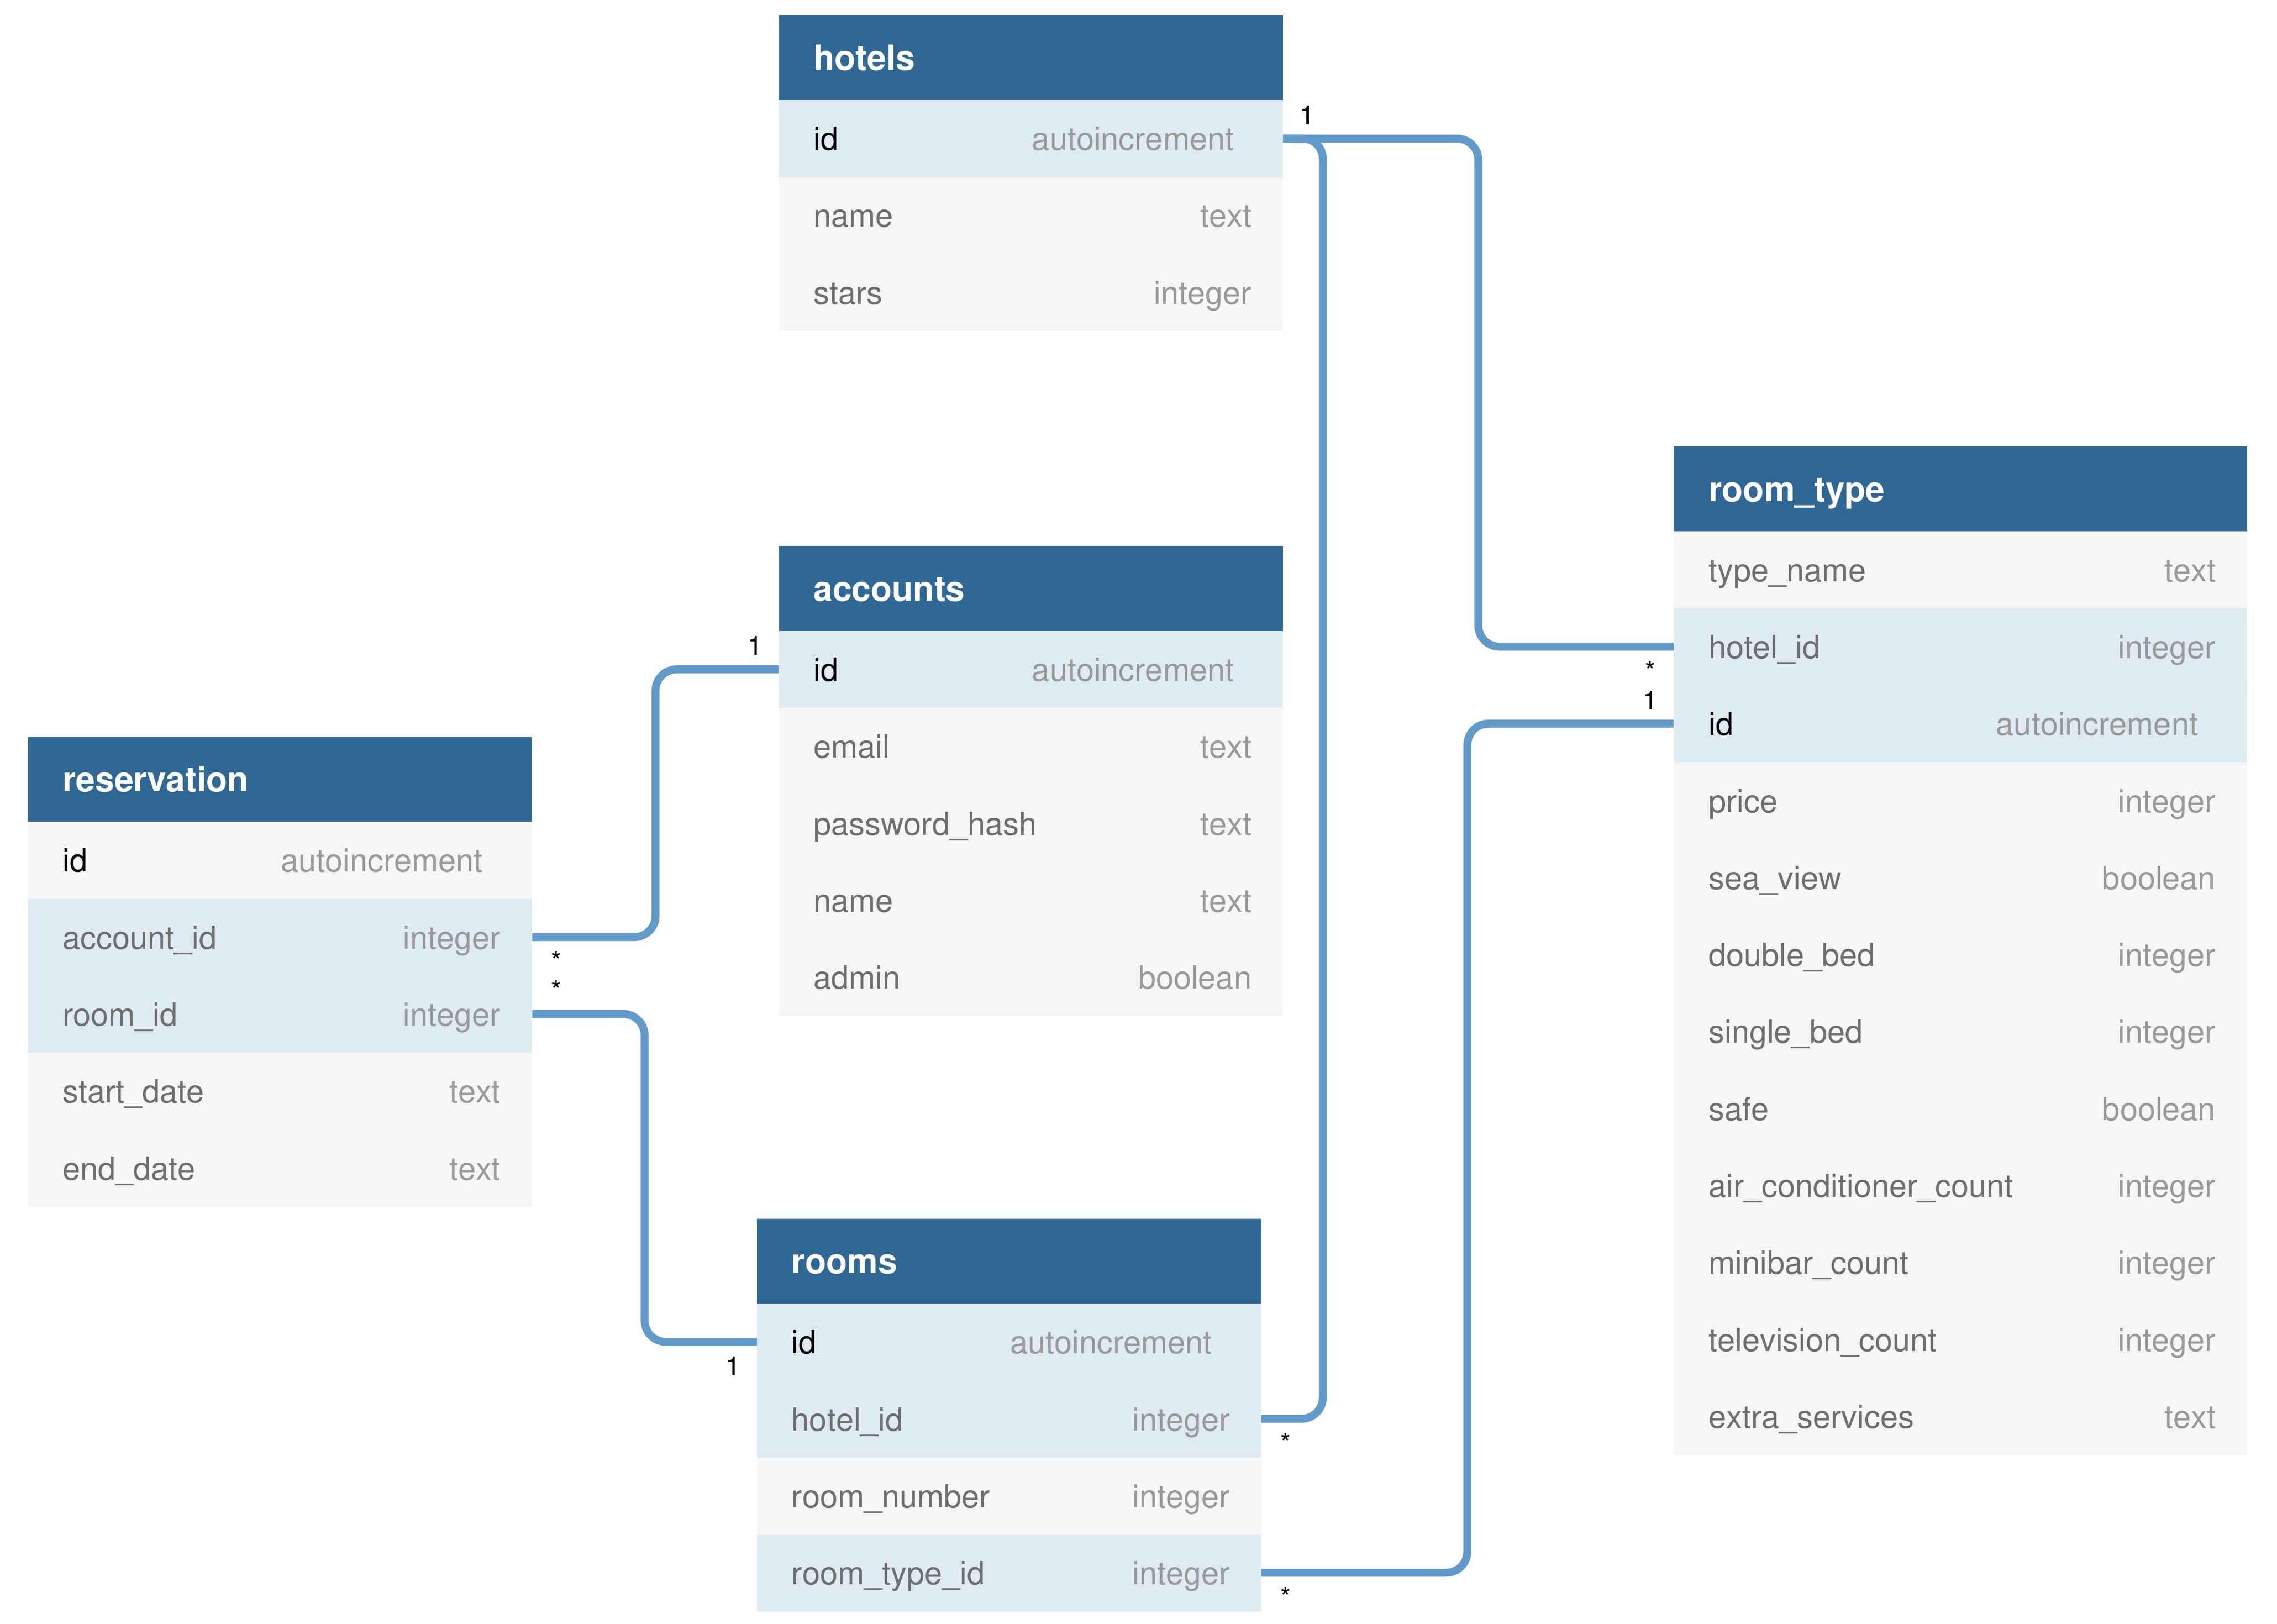 hotels
1
id autoincrement
name text
stars integer
room_type
type_name text
hotel_id integer
*
1
id autoincrement
price integer
sea_view boolean
double_bed integer
single_bed integer
safe boolean
air_conditioner_count integer
minibar_count integer
television_count integer
extra_services text
accounts
1
id autoincrement
email text
password_hash text
name text
admin boolean
reservation
id autoincrement
account_id integer
*
*
room_id integer
start_date text
end_date text
rooms
id autoincrement
1
hotel_id integer
*
room_number integer
room_type_id integer
*